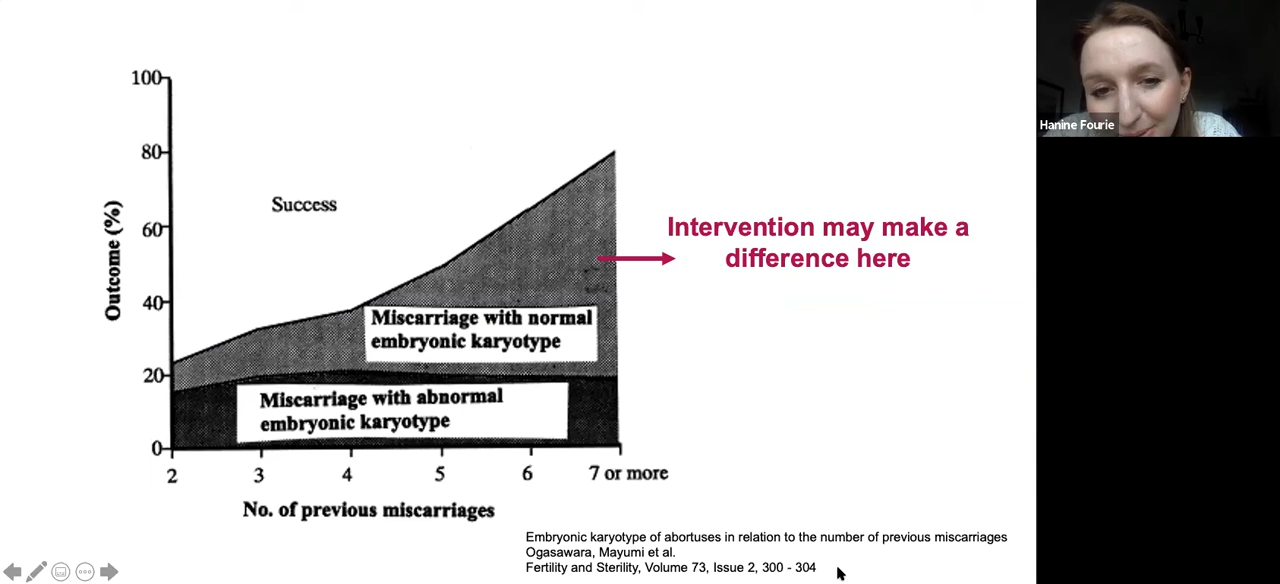 100
80
60
40
20
0
Outcome (%)
Success
Miscarriage with normal
embryonic karyotype
Miscarriage with abnormal
embryonic karyotype
2 3 4 5 6 7 or more
No. of previous miscarriages
Intervention may make a
difference here
Embryonic karyotype of abortuses in relation to the number of previous miscarriages
Ogasawara, Mayumi et al.
Fertility and Sterility, Volume 73, Issue 2, 300 - 304
Hanine Fourie